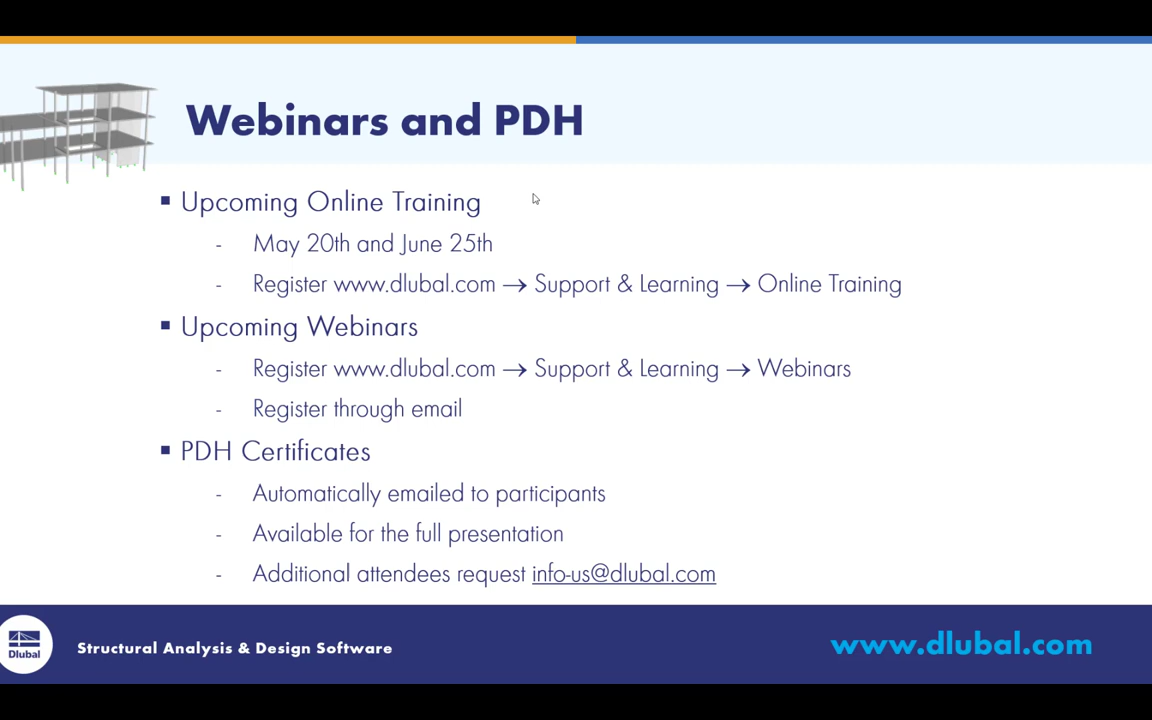 Webinars and PDH
▪ Upcoming Online Training
- May 20th and June 25th
- Register www.dlubal.com → Support & Learning → Online Training
▪ Upcoming Webinars
- Register www.dlubal.com → Support & Learning → Webinars
- Register through email
▪ PDH Certificates
- Automatically emailed to participants
- Available for the full presentation
- Additional attendees request info-us@dlubal.com
Dlubal
Structural Analysis & Design Software
www.dlubal.com